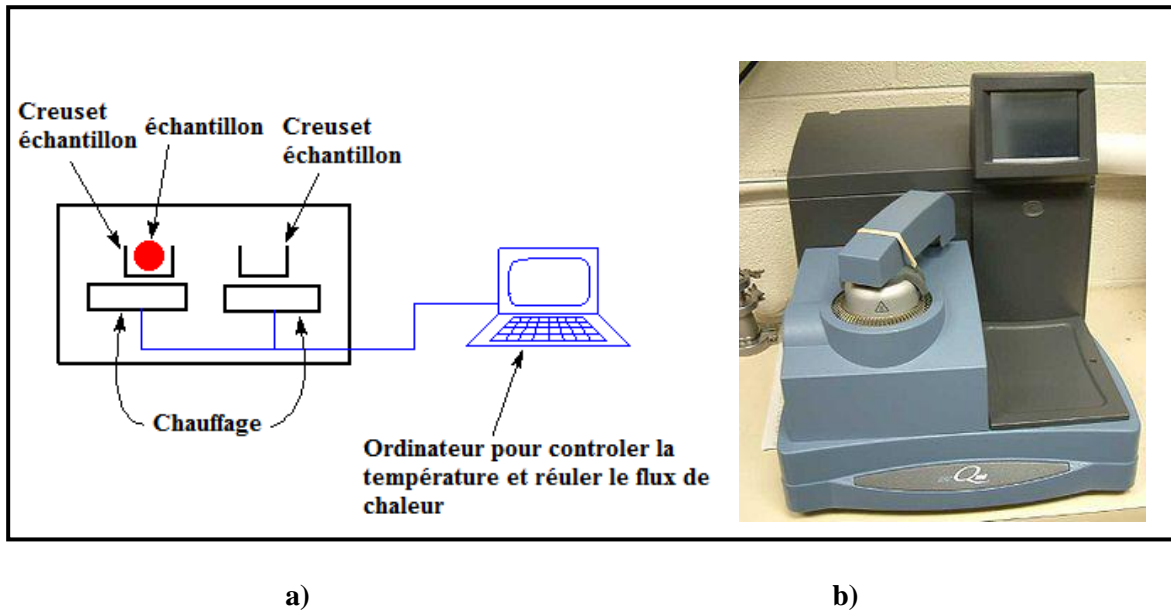 Creuset
échantillon
échantillon
Creuset
échantillon
Chauffage
Ordinateur pour controler la
température et réuler le flux de
chaleur
a)
b)